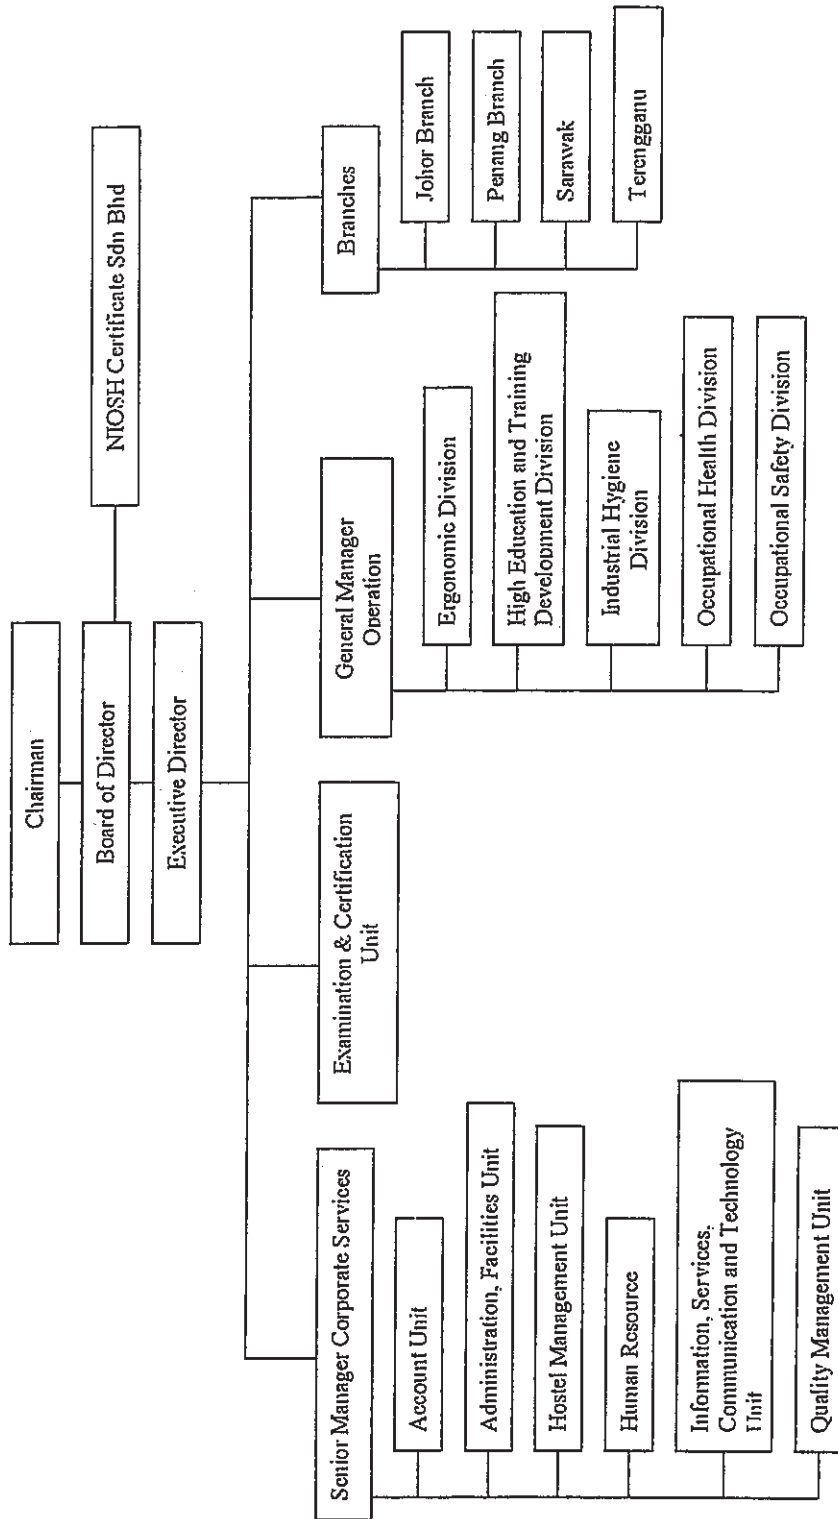 Chairman
Board of Director
NIOSH Certificate Sdn Bhd
Executive Director
Senior Manager Corporate Services
Account Unit
Administration, Facilities Unit
Hostel Management Unit
Human Resource
Information, Services,
Communication and Technology
Unit
Quality Management Unit
Examination & Certification
Unit
General Manager
Operation
Ergonomic Division
High Education and Training
Development Division
Industrial Hygiene
Division
Occupational Health Division
Occupational Safety Division
Branches
Johor Branch
Penang Branch
Sarawak
Terengganu